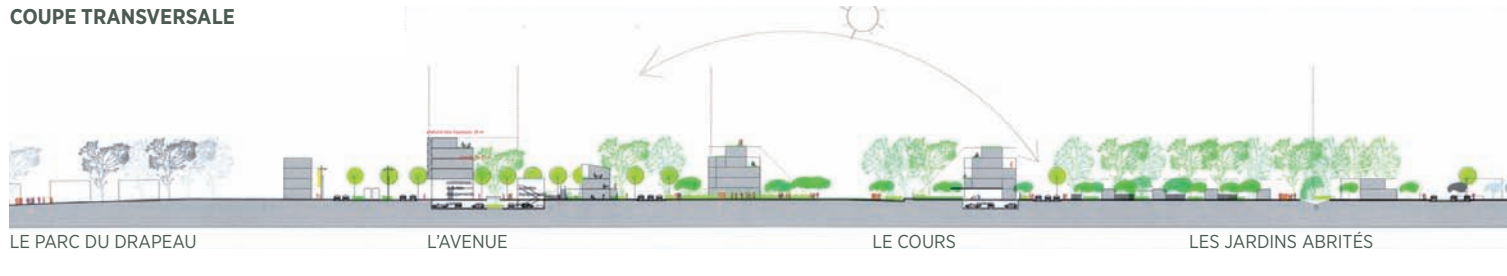 COUPE TRANSVERSALE
LE PARC DU DRAPEAU
L'AVENUE
LE COURS
LES JARDINS ABRITÉS